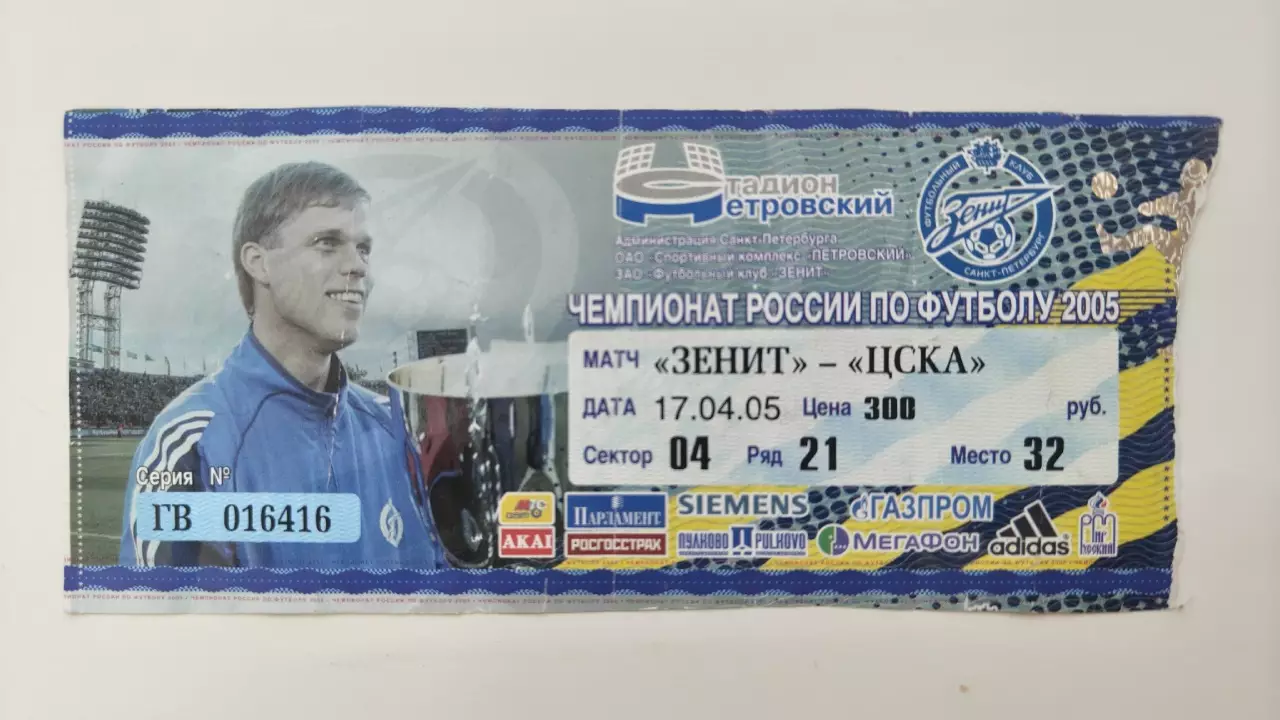 Стадион
Петровский
Администрация Санкт-Петербурга
ОАО «Спортивный комплекс «ПЕТРОВСКИЙ»
ЗАО «Футбольный клуб «ЗЕНИТ»
ФУТБОЛЬНЫЙ КЛУБ
Зенит
САНКТ-ПЕТЕРБУРГ
ЧЕМПИОНАТ РОССИИ ПО ФУТБОЛУ 2005
МАТЧ «ЗЕНИТ» – «ЦСКА»
ДАТА 17.04.05 Цена 300 руб.
Сектор 04 Ряд 21 Место 32
Серия №
ГВ 016416
AKAI
ПАРЛАМЕНТ
РОСГОССТРАХ
SIEMENS
ПУЛКОВО PULKOVO
ГАЗПРОМ
МЕГАФОН
adidas